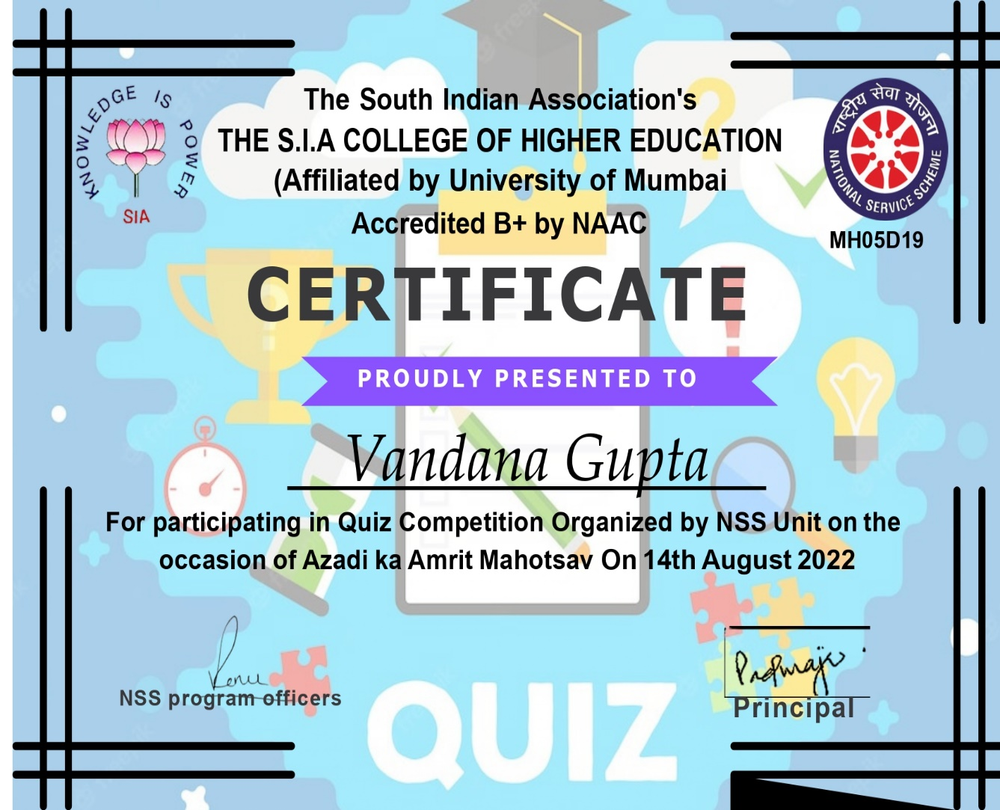 KNOWLEDGE IS POWER
SIA
The South Indian Association's
THE S.I.A COLLEGE OF HIGHER EDUCATION
(Affiliated by University of Mumbai
Accredited B+ by NAAC
राष्ट्रीय सेवा योजना
NATIONAL SERVICE SCHEME
MH05D19
CERTIFICATE
PROUDLY PRESENTED TO
Vandana Gupta
For participating in Quiz Competition Organized by NSS Unit on the
occasion of Azadi ka Amrit Mahotsav On 14th August 2022
Renu
NSS program officers
Principal
QUIZ